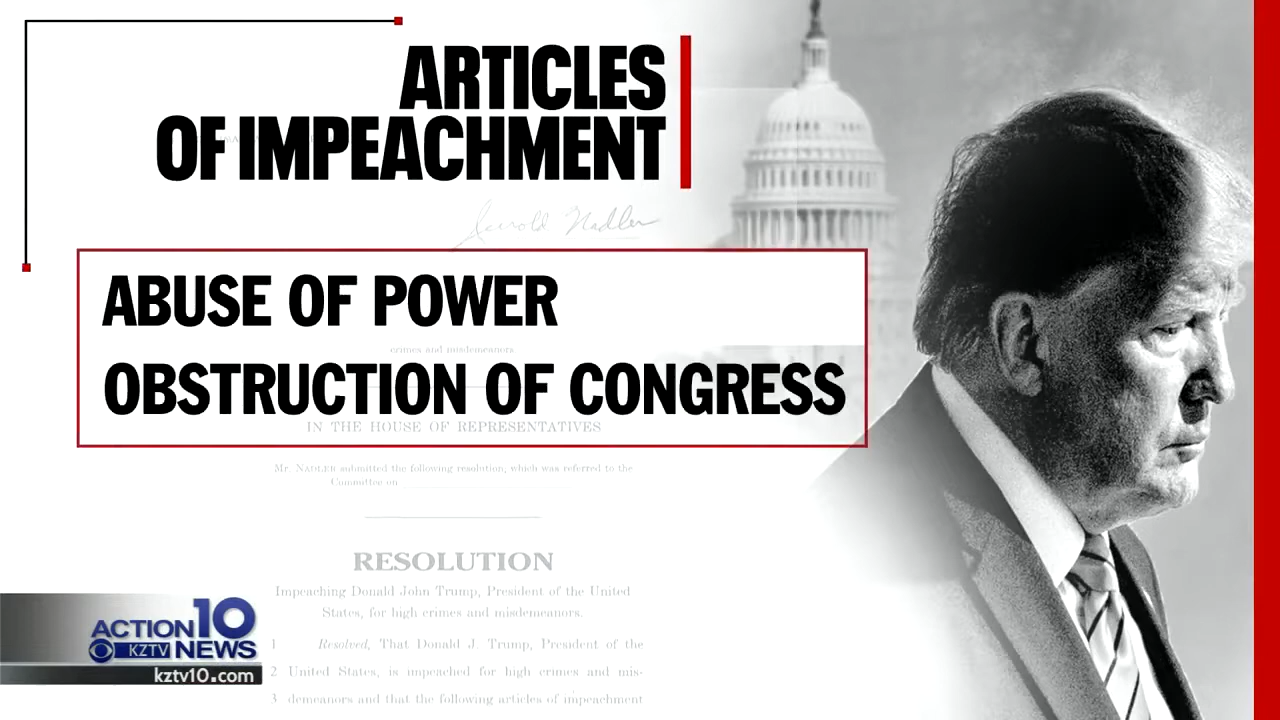 ARTICLES
OF IMPEACHMENT
Jerrold Nadler
ABUSE OF POWER
crimes and misdemeanors.
OBSTRUCTION OF CONGRESS
IN THE HOUSE OF REPRESENTATIVES
Mr. NADLER submitted the following resolution; which was referred to the
Committee on
RESOLUTION
Impeaching Donald John Trump, President of the United
States, for high crimes and misdemeanors.
1 Resolved, That Donald J. Trump, President of the
2 United States, is impeached for high crimes and mis-
3 demeanors and that the following articles of impeachment
ACTION 10
KZTV NEWS
kztv10.com